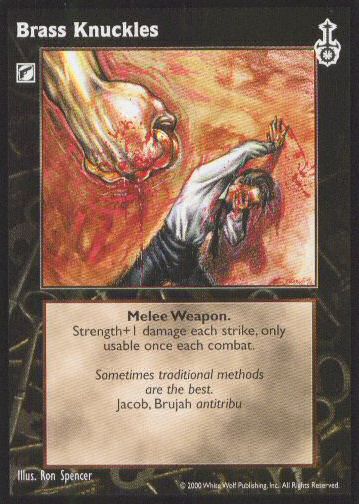 Brass Knuckles
Melee Weapon.
Strength+1 damage each strike, only
usable once each combat.
Sometimes traditional methods
are the best.
Jacob, Brujah antitribu
Illus. Ron Spencer
© 2000 White Wolf Publishing, Inc. All Rights Reserved.